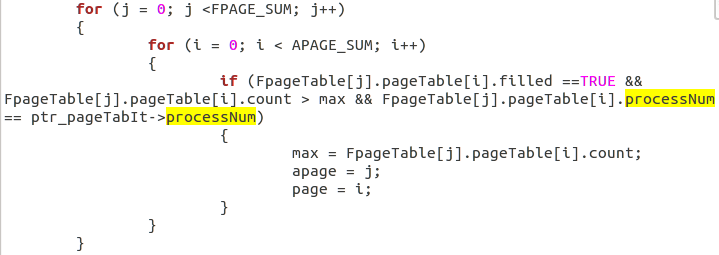 for (j = 0; j <FPAGE_SUM; j++)
{
for (i = 0; i < APAGE_SUM; i++)
{
if (FpageTable[j].pageTable[i].filled ==TRUE &&
FpageTable[j].pageTable[i].count > max && FpageTable[j].pageTable[i].processNum
== ptr_pageTabIt->processNum)
{
max = FpageTable[j].pageTable[i].count;
apage = j;
page = i;
}
}
}